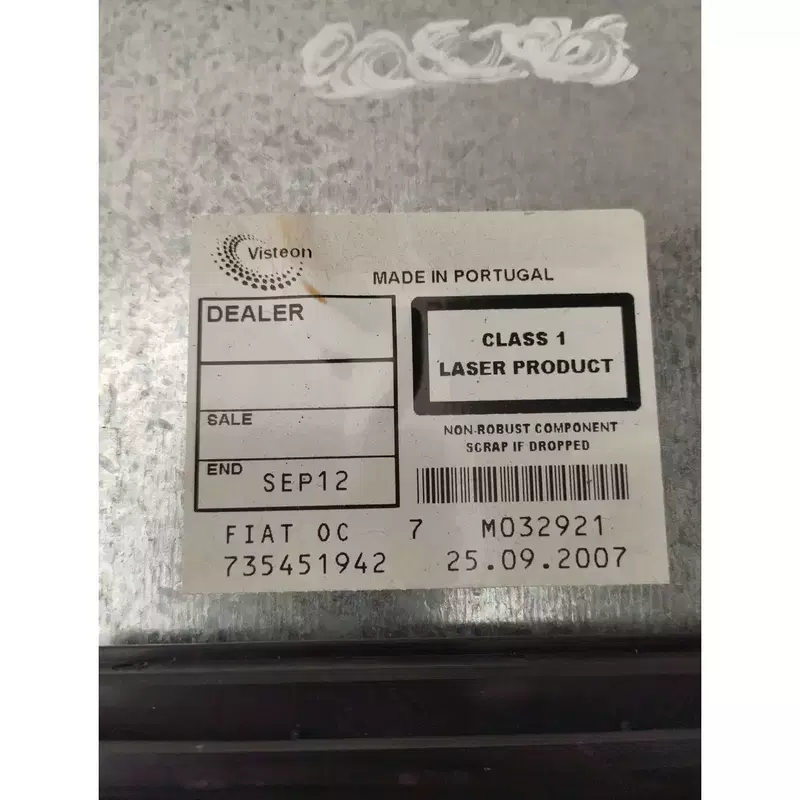 Visteon
MADE IN PORTUGAL
DEALER
CLASS 1
LASER PRODUCT
SALE
NON-ROBUST COMPONENT
SCRAP IF DROPPED
END SEP12
FIAT OC 7 M032921
735451942 25.09.2007